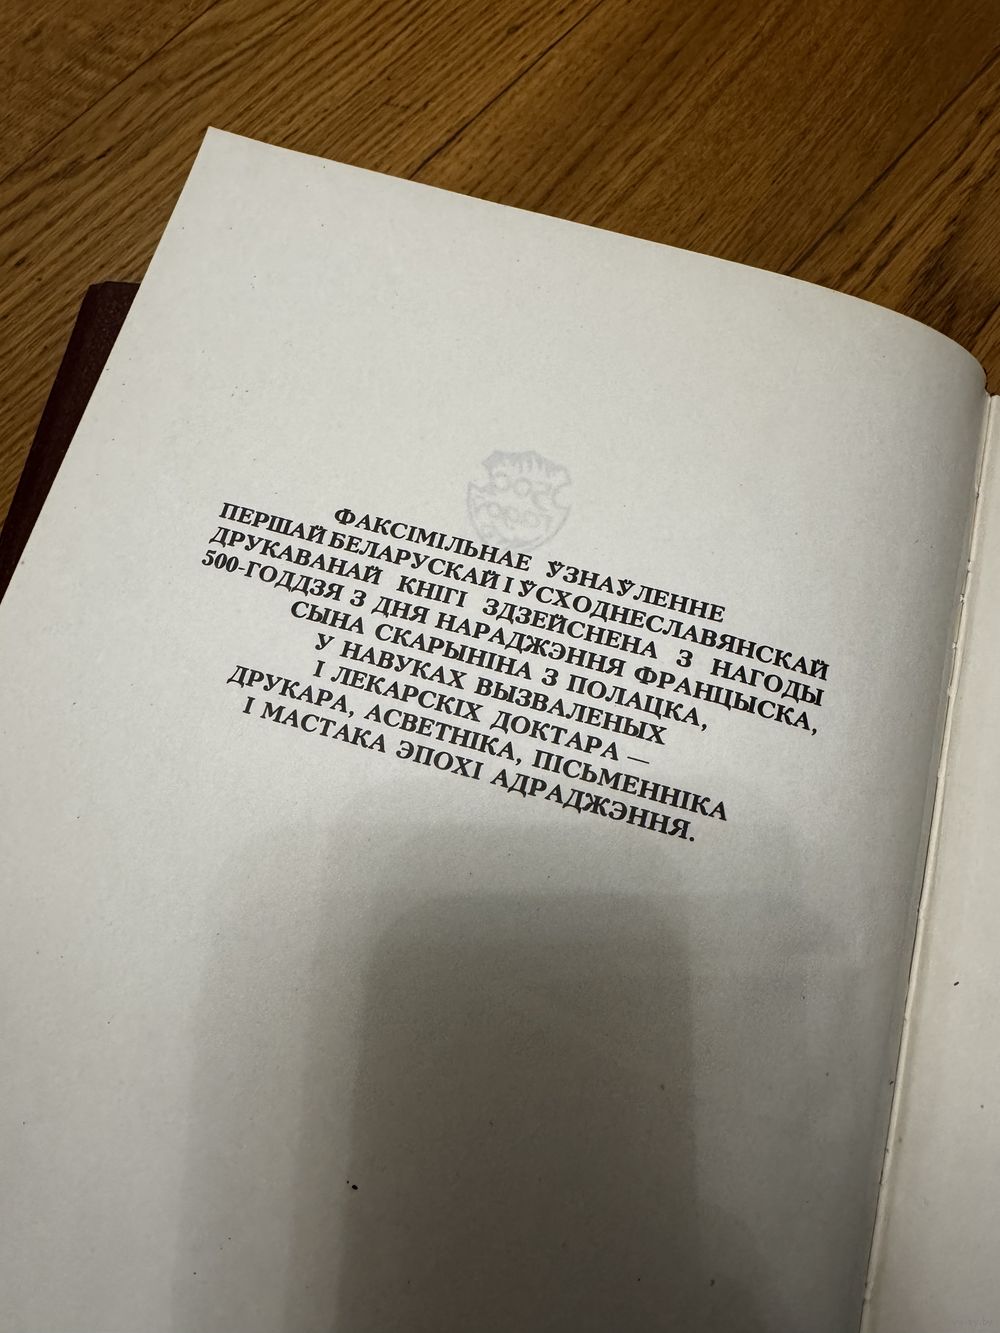 ФАКСІМІЛЬНАЕ ЎЗНАЎЛЕННЕ
ПЕРШАЙ БЕЛАРУСКАЙ І ЎСХОДНЕСЛАВЯНСКАЙ
ДРУКАВАНАЙ КНІГІ ЗДЗЕЙСНЕНА З НАГОДЫ
500-ГОДДЗЯ З ДНЯ НАРАДЖЭННЯ ФРАНЦЫСКА,
СЫНА СКАРЫНІНА З ПОЛАЦКА,
У НАВУКАХ ВЫЗВАЛЕНЫХ
І ЛЕКАРСКІХ ДОКТАРА —
ДРУКАРА, АСВЕТНІКА, ПІСЬМЕННІКА
І МАСТАКА ЭПОХІ АДРАДЖЭННЯ.